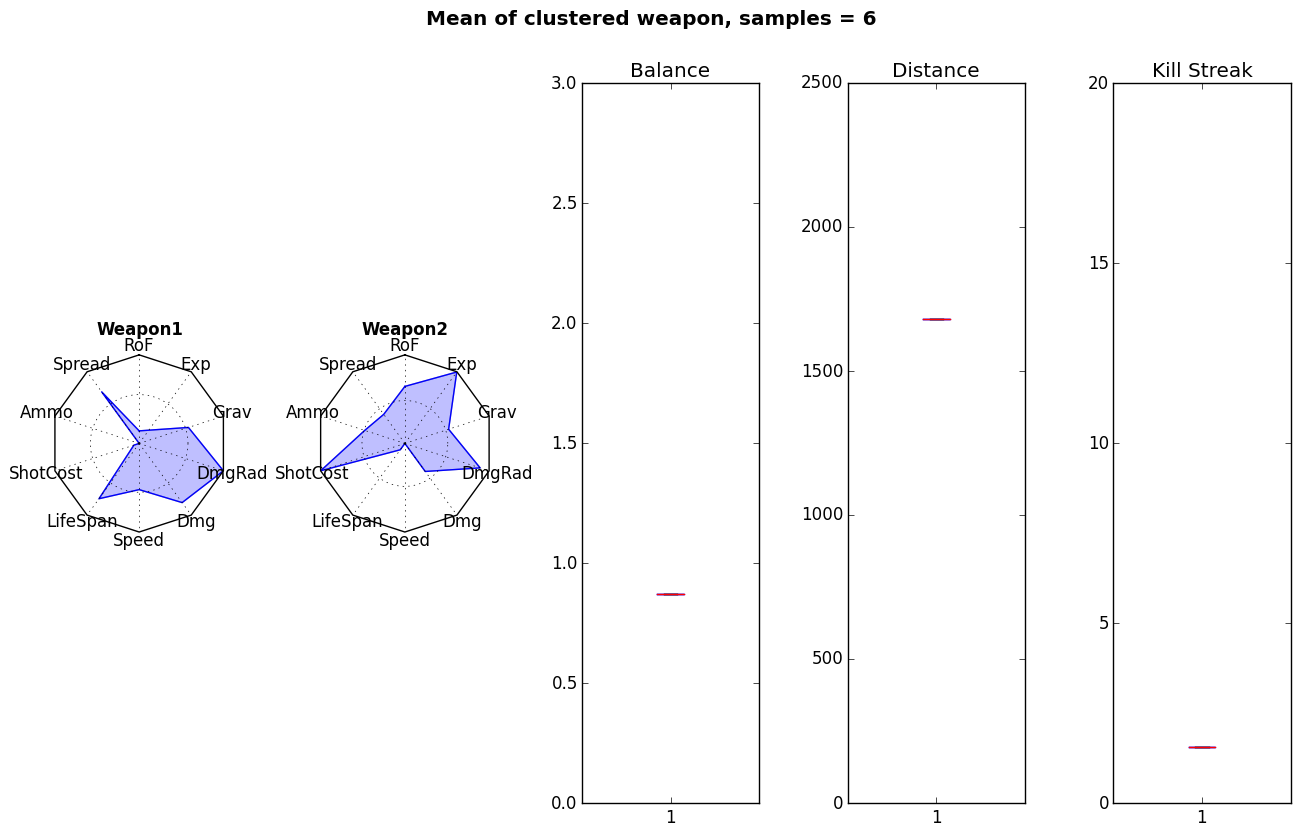 Mean of clustered weapon, samples = 6
Weapon1
RoF
Exp
Grav
DmgRad
Dmg
Speed
LifeSpan
ShotCost
Ammo
Spread
Weapon2
RoF
Exp
Grav
DmgRad
Dmg
Speed
LifeSpan
ShotCost
Ammo
Spread
Balance
3.0
2.5
2.0
1.5
1.0
0.5
0.0
1
Distance
2500
2000
1500
1000
500
0
1
Kill Streak
20
15
10
5
0
1